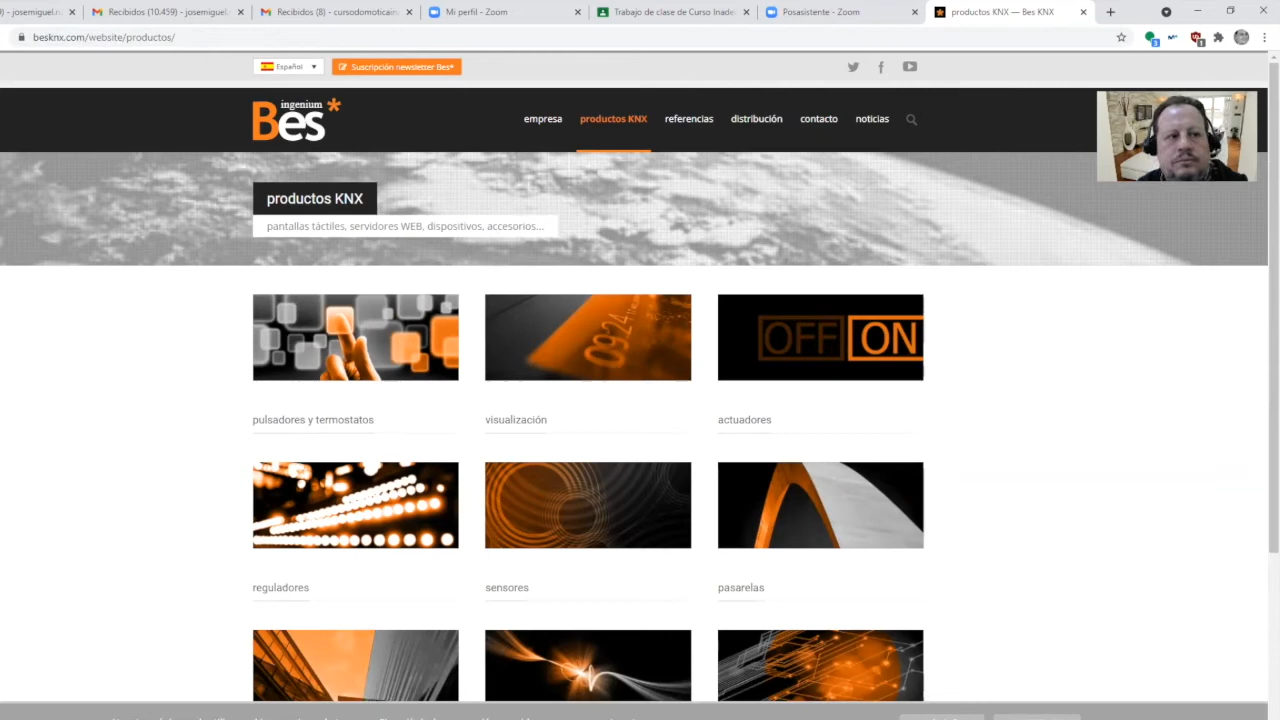 ) - josemiguel.m
Recibidos (10.459) - josemiguel.
Recibidos (8) - cursodomoticain
Mi perfil - Zoom
Trabajo de clase de Curso Inade
Posasistente - Zoom
productos KNX — Bes KNX
besknx.com/website/productos/
Español
Suscripción newsletter Bes*
ingenium
Bes*
empresa
productos KNX
referencias
distribución
contacto
noticias
productos KNX
pantallas táctiles, servidores WEB, dispositivos, accesorios...
09:24
OFF ON
pulsadores y termostatos
visualización
actuadores
reguladores
sensores
pasarelas